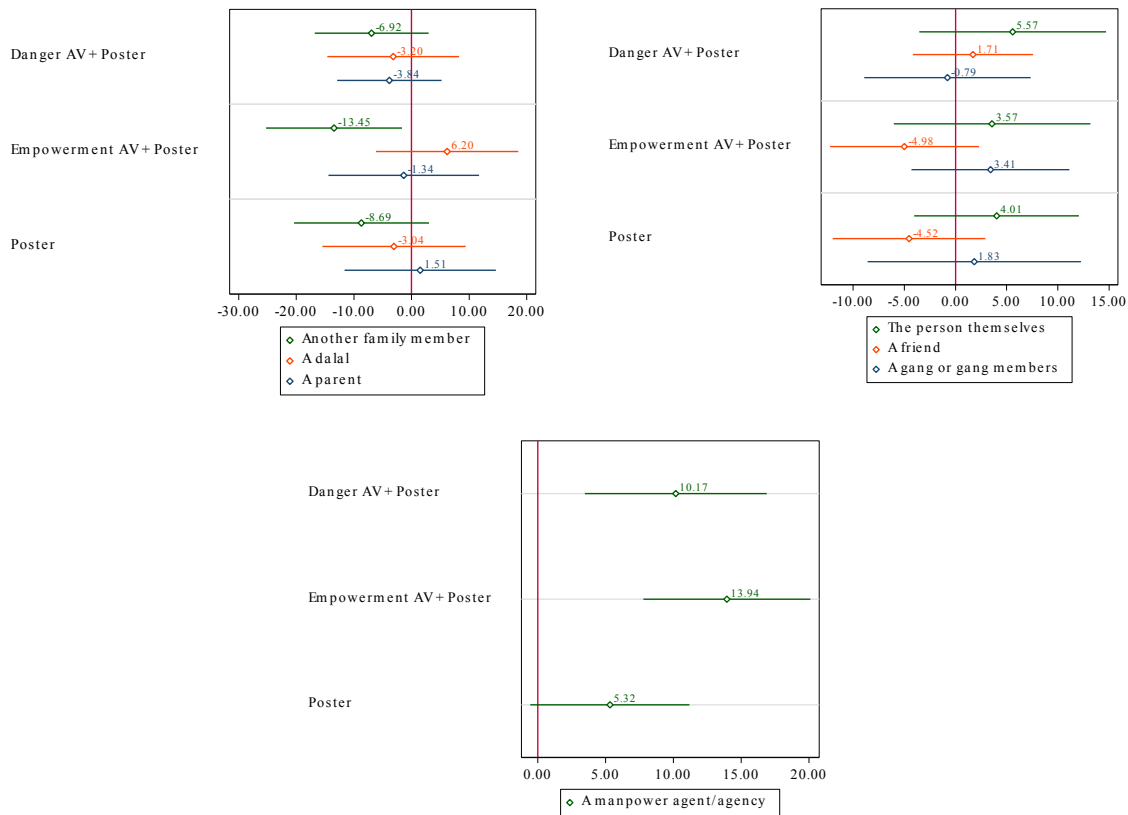 -6.92
Danger AV+Poster
-3.20
-3.84
-13.45
Empowerment AV+Poster
6.20
-1.34
-8.69
Poster
-3.04
1.51
-30.00 -20.00 -10.00 0.00 10.00 20.00
Another family member
A dalal
A parent
5.57
Danger AV+Poster
1.71
-0.79
3.57
Empowerment AV+Poster
-4.98
3.41
4.01
Poster
-4.52
1.83
-10.00 -5.00 0.00 5.00 10.00 15.00
The person themselves
A friend
A gang or gang members
Danger AV+Poster
10.17
Empowerment AV+Poster
13.94
Poster
5.32
0.00 5.00 10.00 15.00 20.00
A manpower agent/agency